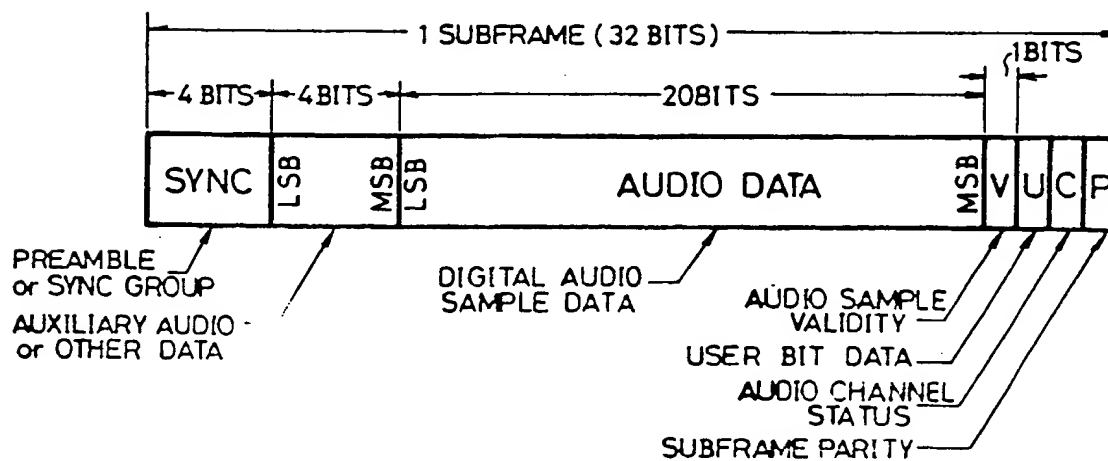 1 SUBFRAME (32 BITS)
1BITS
4 BITS
4BITS
20BITS
SYNC
LSB
MSB
LSB
AUDIO DATA
MSB
V
U
C
P
PREAMBLE
or SYNC GROUP
AUXILIARY AUDIO
or OTHER DATA
DIGITAL AUDIO
SAMPLE DATA
AUDIO SAMPLE
VALIDITY
USER BIT DATA
AUDIO CHANNEL
STATUS
SUBFRAME PARITY